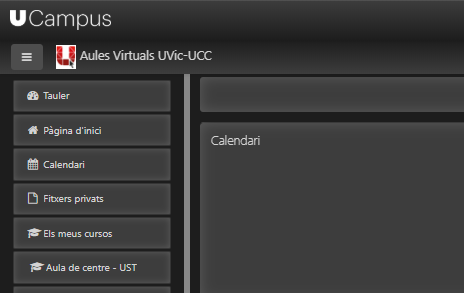 UCampus
Aules Virtuals UVic-UCC
Tauler
Pàgina d'inici
Calendari
Fitxers privats
Els meus cursos
Aula de centre - UST
Calendari